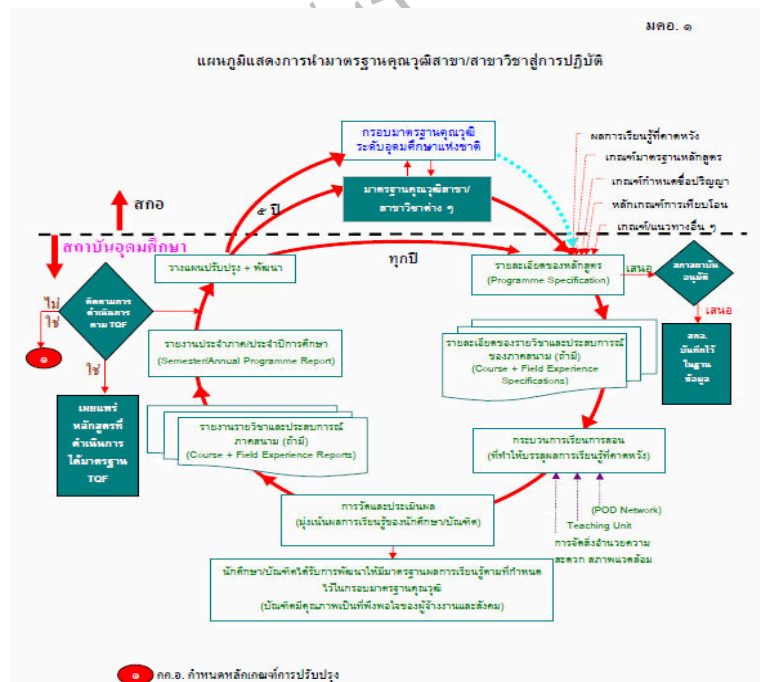 มคอ. ๑
แผนภูมิแสดงการนำมาตรฐานคุณวุฒิสาขา/สาขาวิชาสู่การปฏิบัติ
กรอบมาตรฐานคุณวุฒิ
ระดับอุดมศึกษาแห่งชาติ
มาตรฐานคุณวุฒิสาขา/
สาขาวิชาต่าง ๆ
ผลการเรียนรู้ที่คาดหวัง
เกณฑ์มาตรฐานหลักสูตร
เกณฑ์กำหนดชื่อปริญญา
หลักเกณฑ์การเทียบโอน
เกณฑ์/แนวทางอื่น ๆ
สกอ
๕ ปี
สถาบันอุดมศึกษา
วางแผนปรับปรุง + พัฒนา
ทุกปี
รายละเอียดของหลักสูตร
(Programme Specification)
เสนอ
สภาสถาบัน
อนุมัติ
เสนอ
สกอ.
บันทึกไว้
ในฐาน
ข้อมูล
ติดตามการ
ดำเนินการ
ตาม TQF
ไม่
ใช่
๑
ใช่
เผยแพร่
หลักสูตรที่
ดำเนินการ
ได้มาตรฐาน
TQF
รายงานประจำภาค/ประจำปีการศึกษา
(Semester/Annual Programme Report)
รายละเอียดของรายวิชาและประสบการณ์
ของภาคสนาม (ถ้ามี)
(Course + Field Experience
Specifications)
รายงานรายวิชาและประสบการณ์
ภาคสนาม (ถ้ามี)
(Course + Field Experience Reports)
กระบวนการเรียนการสอน
(ที่ทำให้บรรลุผลการเรียนรู้ที่คาดหวัง)
(POD Network)
Teaching Unit
การจัดสิ่งอำนวยความ
สะดวก สภาพแวดล้อม
การวัดและประเมินผล
(มุ่งเน้นผลการเรียนรู้ของนักศึกษา/บัณฑิต)
นักศึกษา/บัณฑิตได้รับการพัฒนาให้มีมาตรฐานผลการเรียนรู้ตามที่กำหนด
ไว้ในกรอบมาตรฐานคุณวุฒิ
(บัณฑิตมีคุณภาพเป็นที่พึงพอใจของผู้จ้างงานและสังคม)
๑ กก.อ. กำหนดหลักเกณฑ์การปรับปรุง